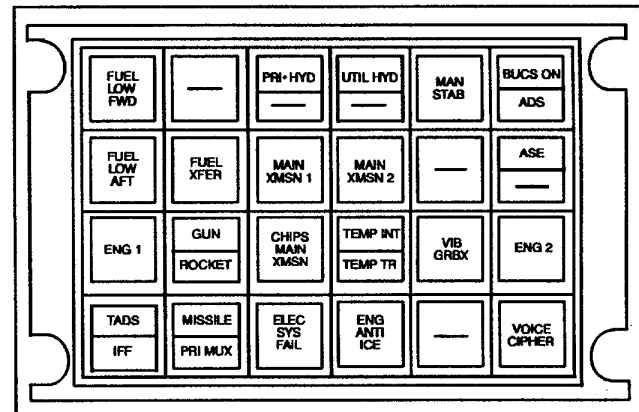 FUEL
LOW
FWD
PRI HYD
UTIL HYD
MAN
STAB
BUCS ON
ADS
FUEL
LOW
AFT
FUEL
XFER
MAIN
XMSN 1
MAIN
XMSN 2
ASE
ENG 1
GUN
ROCKET
CHIPS
MAIN
XMSN
TEMP INT
TEMP TR
VIB
GRBX
ENG 2
TADS
IFF
MISSILE
PRI MUX
ELEC
SYS
FAIL
ENG
ANTI
ICE
VOICE
CIPHER